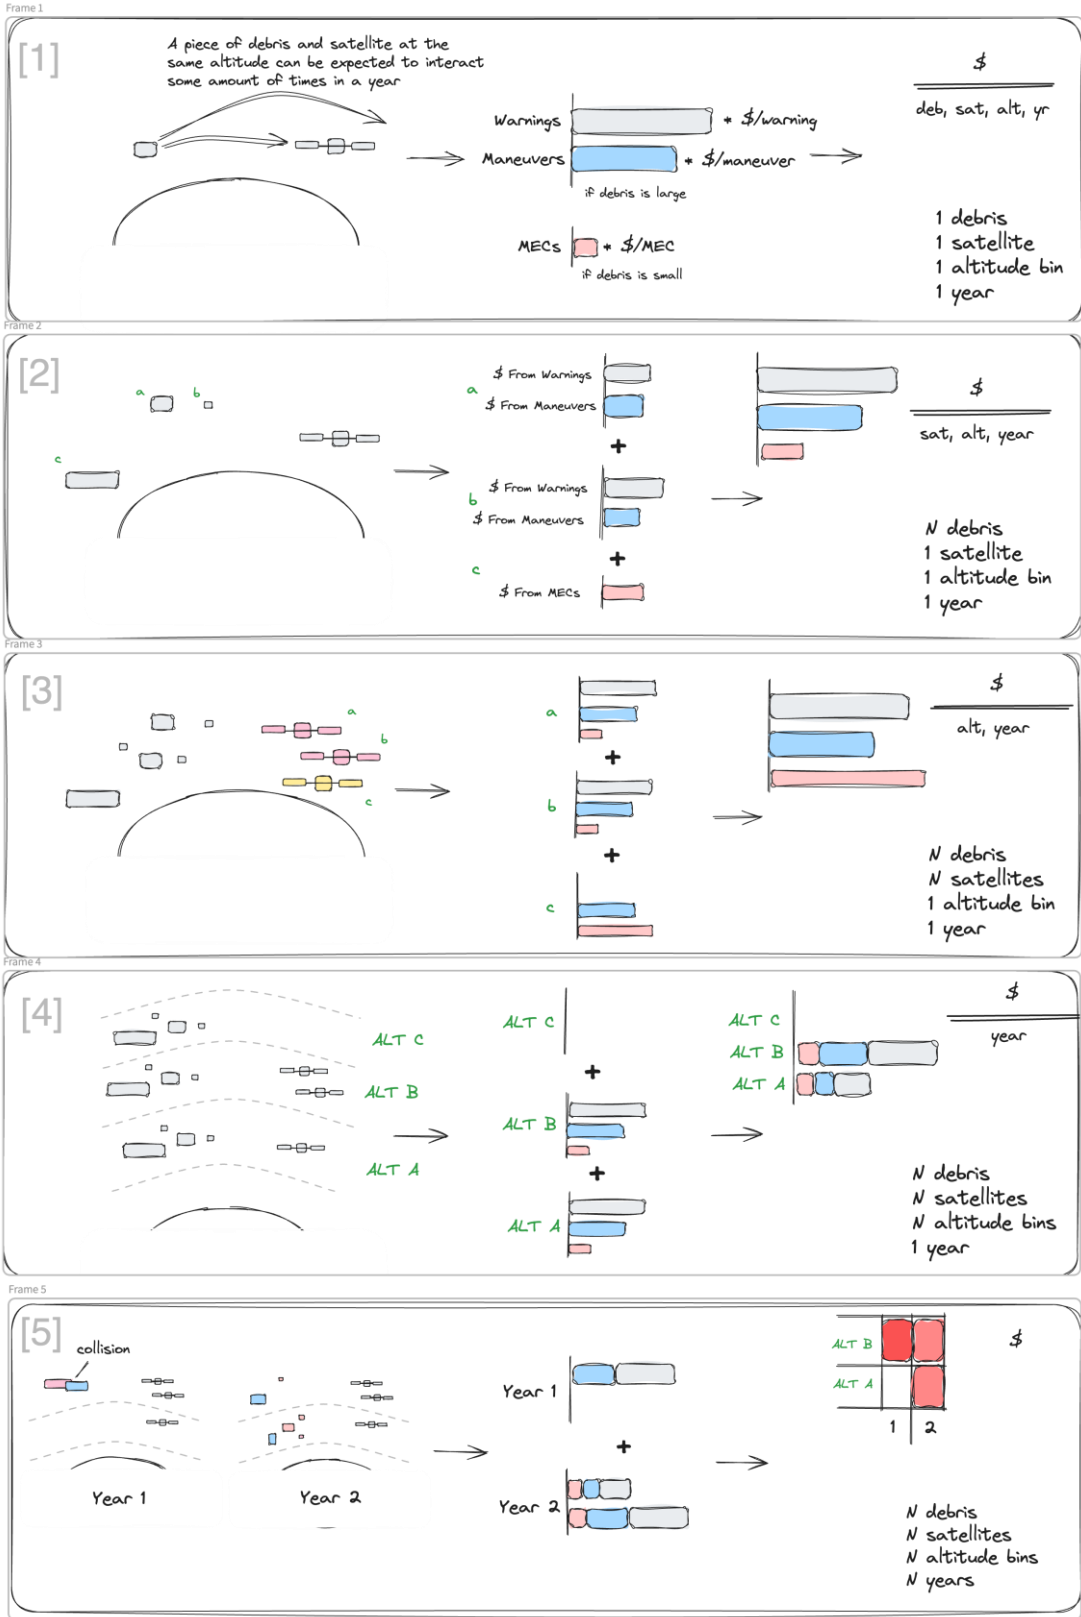 Frame 1
[1]
A piece of debris and satellite at the
same altitude can be expected to interact
some amount of times in a year
Warnings
* $/warning
Maneuvers
* $/maneuver
if debris is large
MECs
* $/MEC
if debris is small
$
deb, sat, alt, yr
1 debris
1 satellite
1 altitude bin
1 year
Frame 2
[2]
a
b
c
a
$ From Warnings
$ From Maneuvers
+
b
$ From Warnings
$ From Maneuvers
+
c
$ From MECs
$
sat, alt, year
N debris
1 satellite
1 altitude bin
1 year
Frame 3
[3]
a
b
c
a
+
b
+
c
$
alt, year
N debris
N satellites
1 altitude bin
1 year
Frame 4
[4]
ALT C
ALT B
ALT A
ALT C
+
ALT B
+
ALT A
ALT C
ALT B
ALT A
$
year
N debris
N satellites
N altitude bins
1 year
Frame 5
[5]
collision
Year 1
Year 2
Year 1
+
Year 2
ALT B
ALT A
1 2
$
N debris
N satellites
N altitude bins
N years